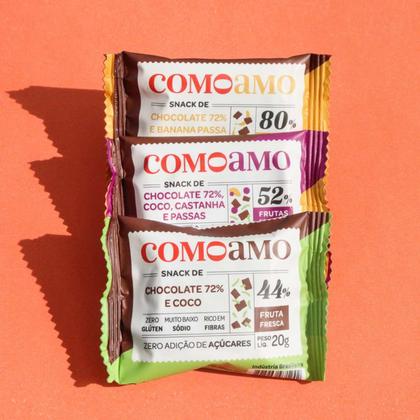 COMOAMO
SNACK DE
CHOCOLATE 72%
E BANANA PASSA
80%
COMOAMO
SNACK DE
CHOCOLATE 72%,
COCO, CASTANHA
E PASSAS
52%
FRUTAS
COMOAMO
SNACK DE
CHOCOLATE 72%
E COCO
44%
FRUTA
FRESCA
ZERO GLÚTEN
MUITO BAIXO SÓDIO
RICO EM FIBRAS
ZERO ADIÇÃO DE AÇÚCARES
PESO LÍQ. 20g
Indústria